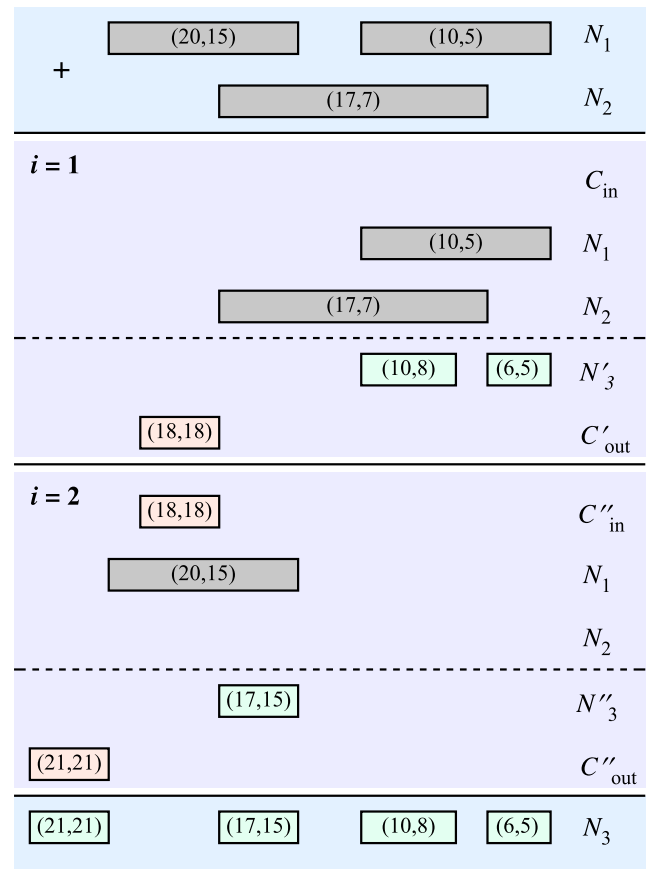 (20,15) (10,5) N₁
+
(17,7) N₂
i = 1
Cᵢₙ
(10,5) N₁
(17,7) N₂
(10,8) (6,5) N′₃
(18,18) C′ₒᵤₜ
i = 2
(18,18) C″ᵢₙ
(20,15) N₁
N₂
(17,15) N″₃
(21,21) C″ₒᵤₜ
(21,21) (17,15) (10,8) (6,5) N₃